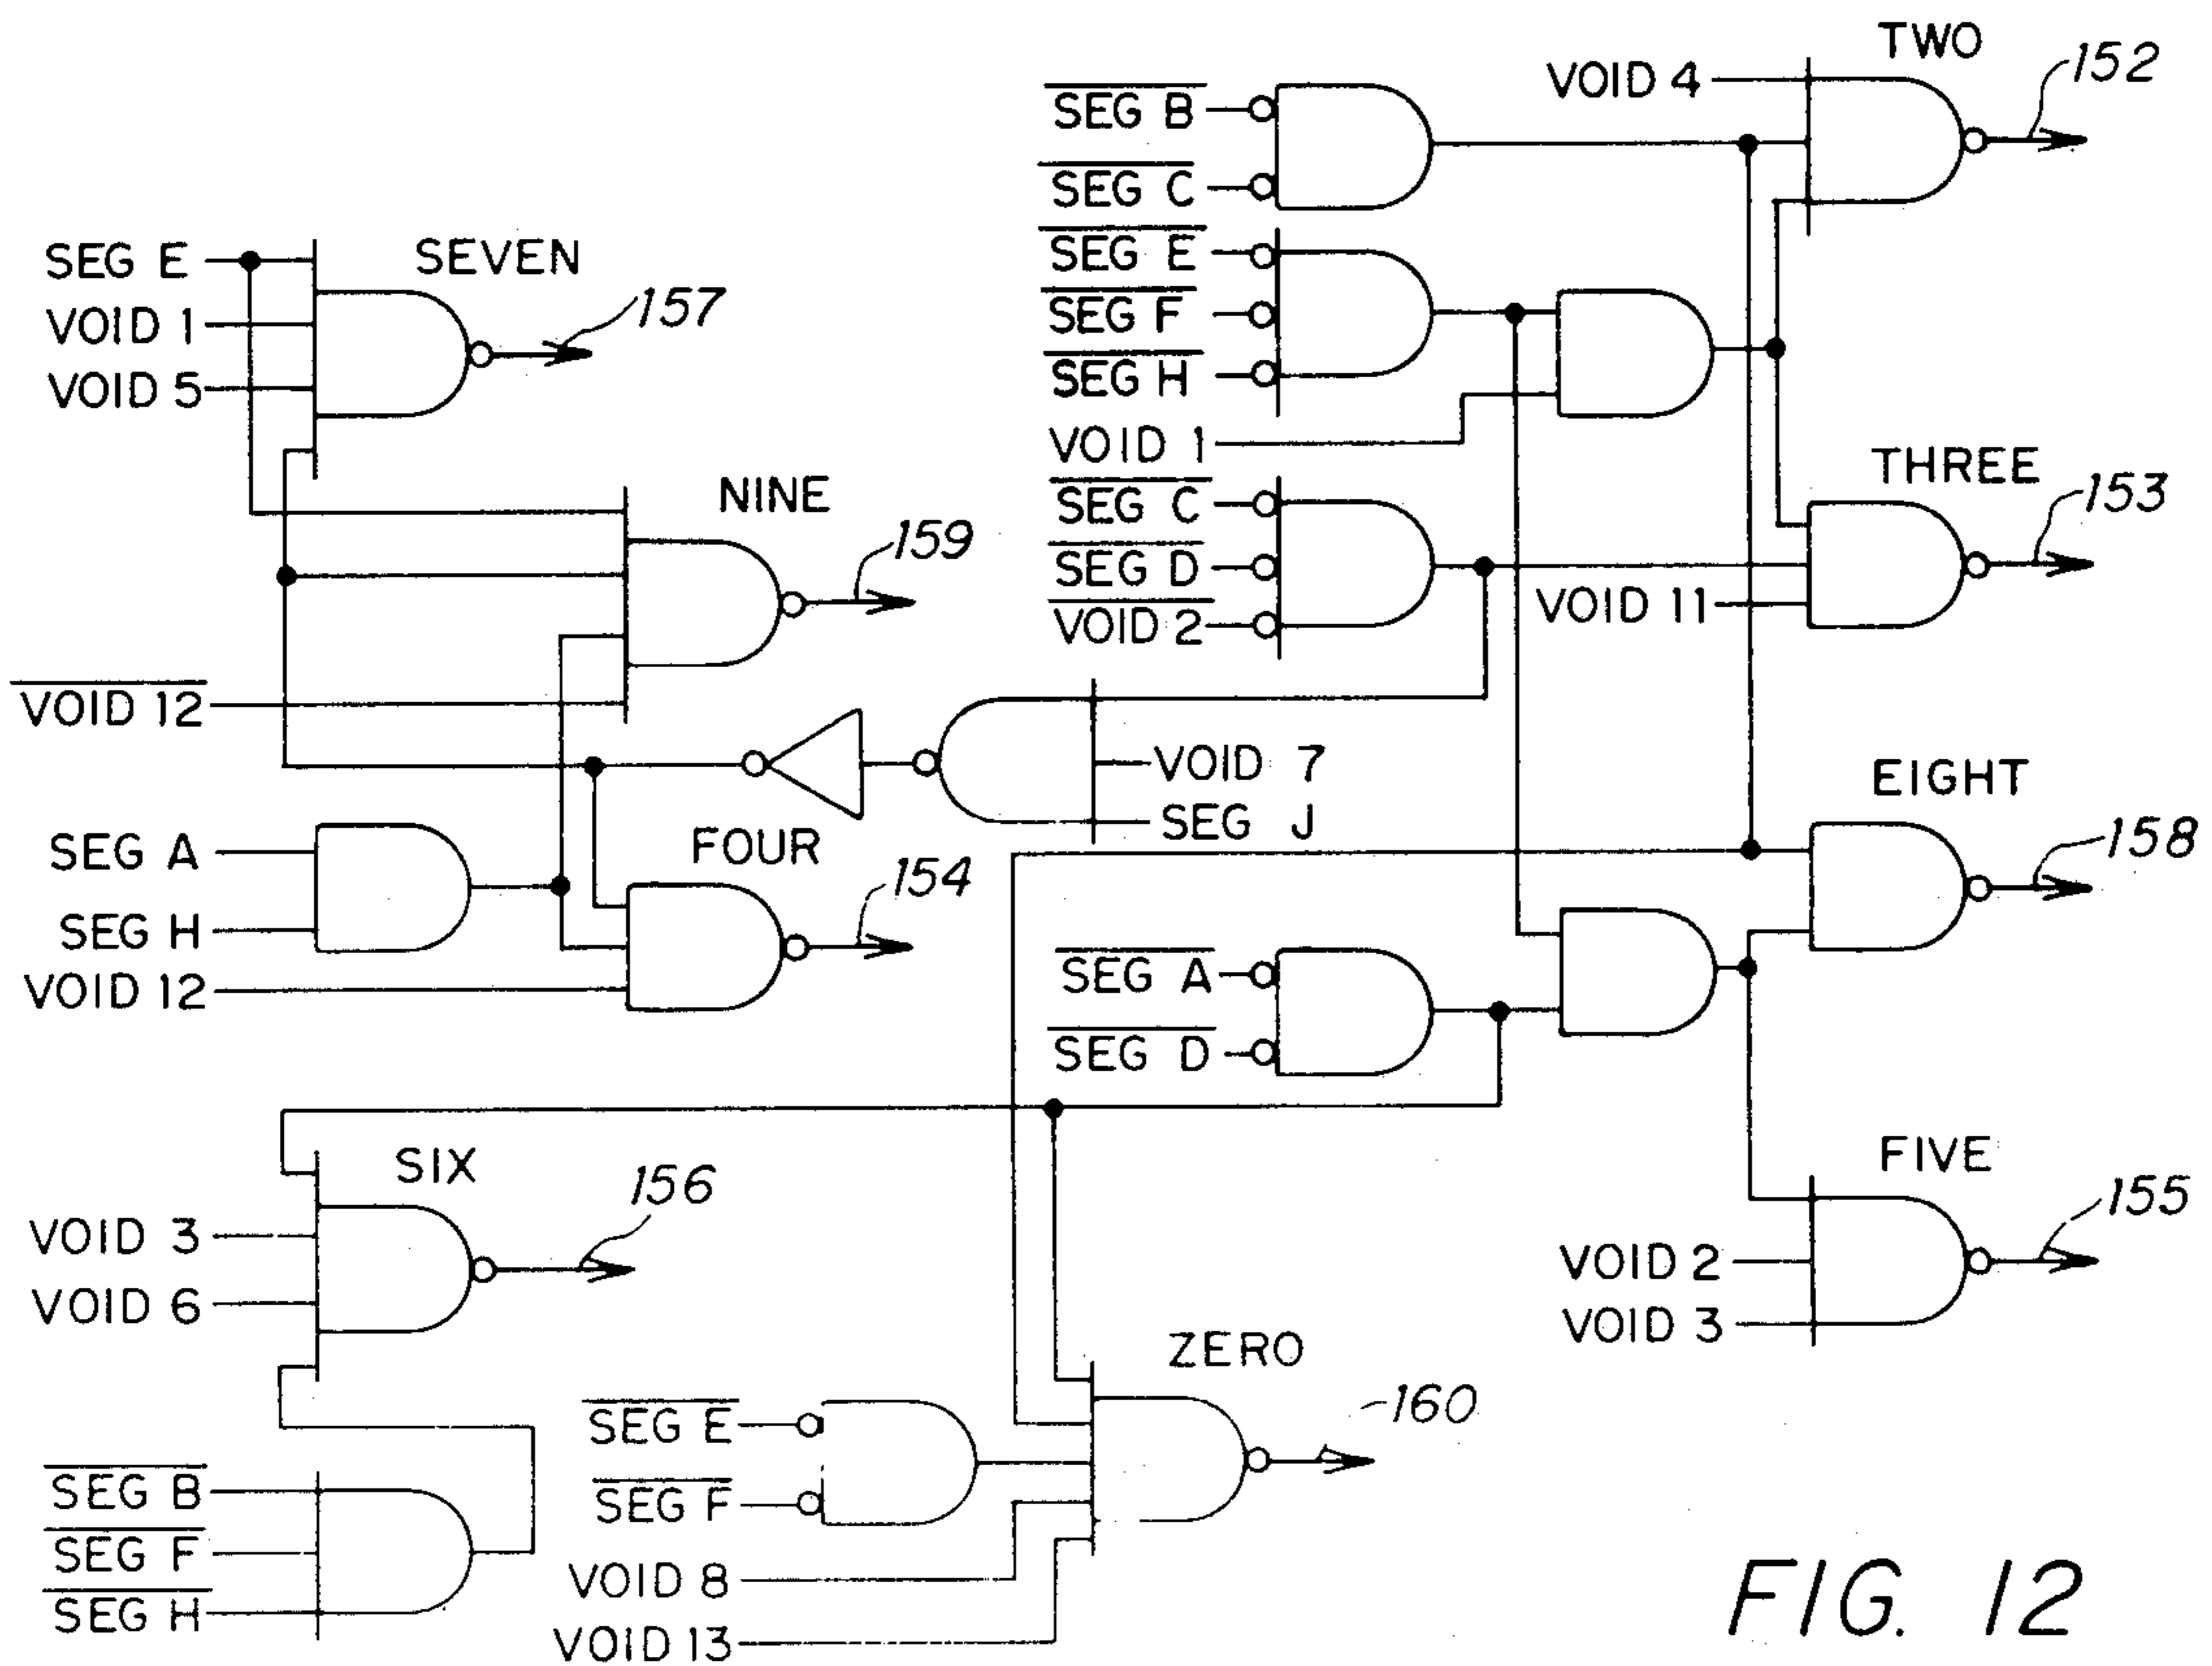 TWO
VOID 4
152
SEG B
SEG C
SEG E
SEG F
SEG H
VOID 1
SEG E
SEVEN
VOID 1
157
VOID 5
NINE
159
VOID 12
SEG C
SEG D
VOID 2
THREE
153
VOID 11
VOID 7
SEG J
EIGHT
158
SEG A
SEG H
VOID 12
FOUR
154
SEG A
SEG D
SIX
156
VOID 3
VOID 6
FIVE
155
VOID 2
VOID 3
SEG B
SEG F
SEG H
ZERO
160
SEG E
SEG F
VOID 8
VOID 13
FIG. 12